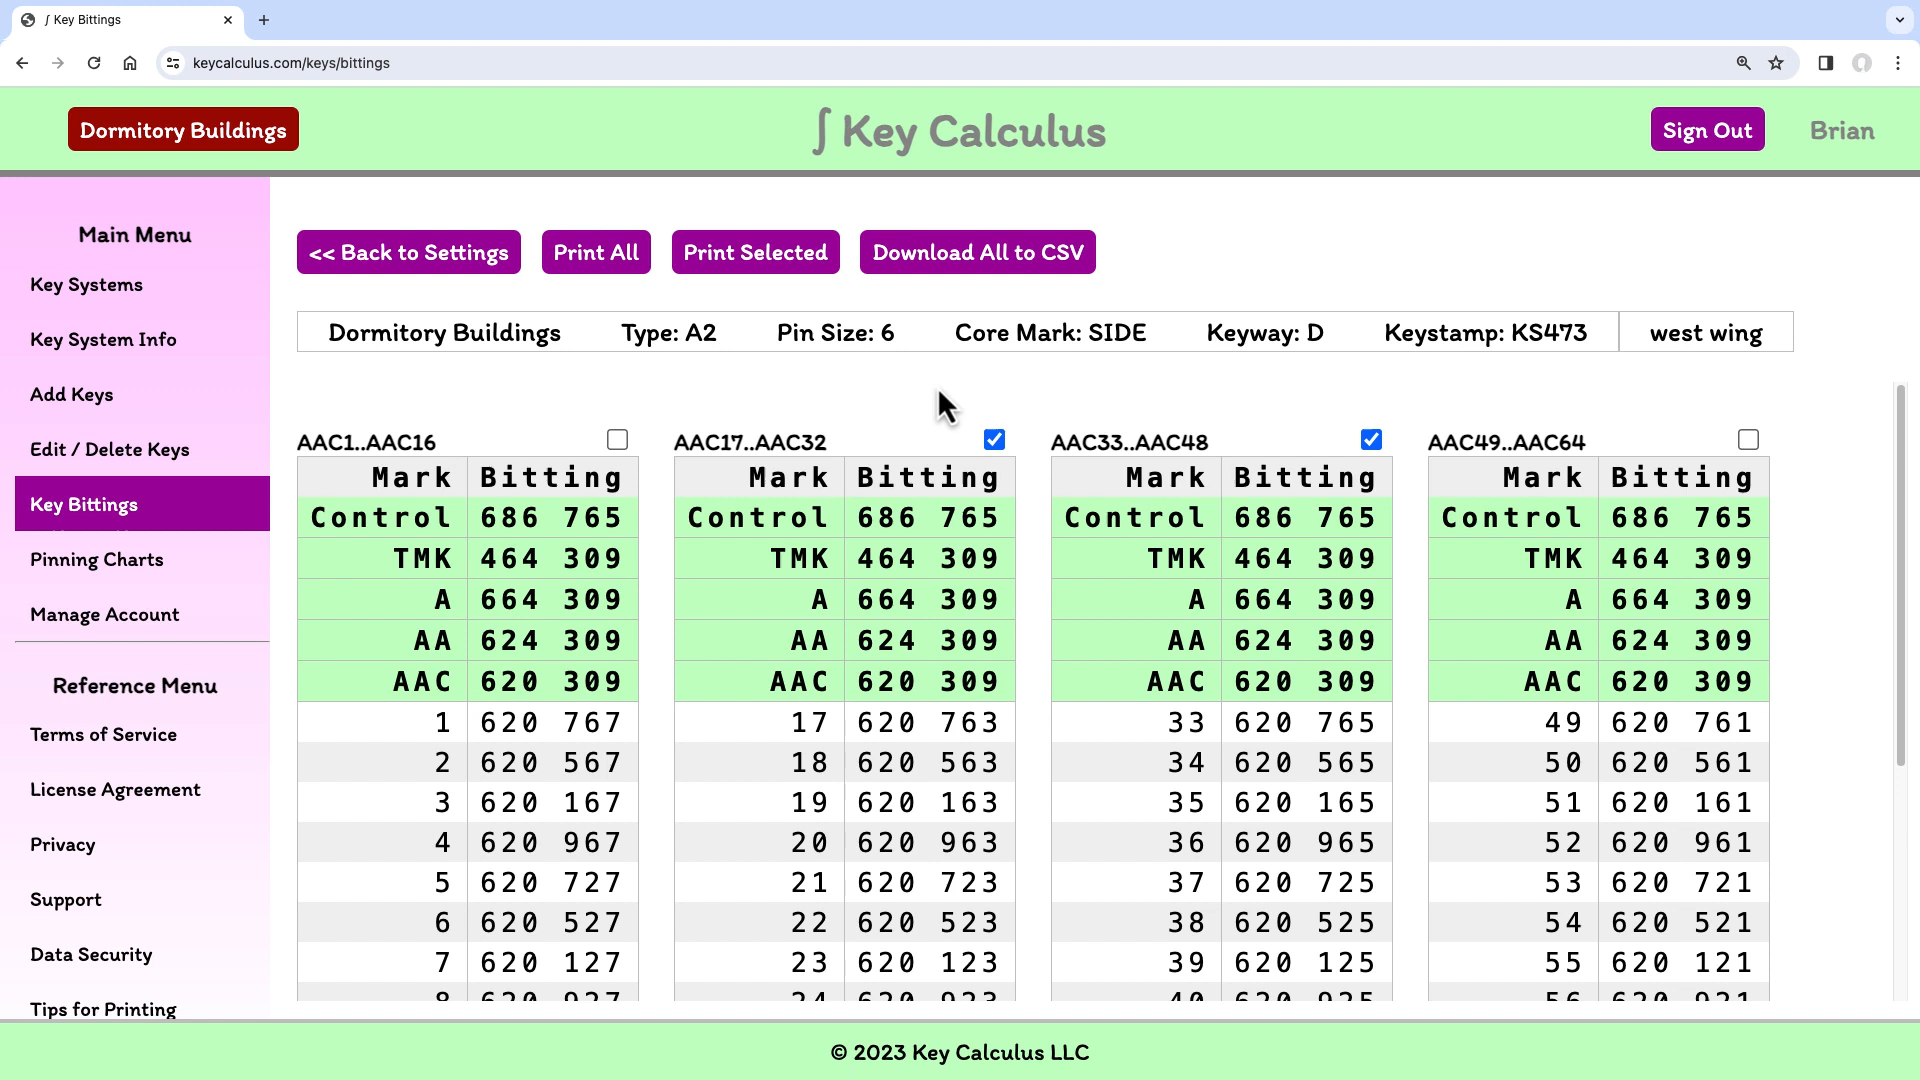 ∫ Key Bittings
keycalculus.com/keys/bittings
Dormitory Buildings
∫ Key Calculus
Sign Out
Brian
Main Menu
Key Systems
Key System Info
Add Keys
Edit / Delete Keys
Key Bittings
Pinning Charts
Manage Account
Reference Menu
Terms of Service
License Agreement
Privacy
Support
Data Security
Tips for Printing
<< Back to Settings
Print All
Print Selected
Download All to CSV
Dormitory Buildings Type: A2 Pin Size: 6 Core Mark: SIDE Keyway: D Keystamp: KS473 west wing
AAC1..AAC16
Mark Bitting
Control 686 765
TMK 464 309
A 664 309
AA 624 309
AAC 620 309
1 620 767
2 620 567
3 620 167
4 620 967
5 620 727
6 620 527
7 620 127
8 620 927
AAC17..AAC32
Mark Bitting
Control 686 765
TMK 464 309
A 664 309
AA 624 309
AAC 620 309
17 620 763
18 620 563
19 620 163
20 620 963
21 620 723
22 620 523
23 620 123
24 620 923
AAC33..AAC48
Mark Bitting
Control 686 765
TMK 464 309
A 664 309
AA 624 309
AAC 620 309
33 620 765
34 620 565
35 620 165
36 620 965
37 620 725
38 620 525
39 620 125
40 620 925
AAC49..AAC64
Mark Bitting
Control 686 765
TMK 464 309
A 664 309
AA 624 309
AAC 620 309
49 620 761
50 620 561
51 620 161
52 620 961
53 620 721
54 620 521
55 620 121
56 620 921
© 2023 Key Calculus LLC